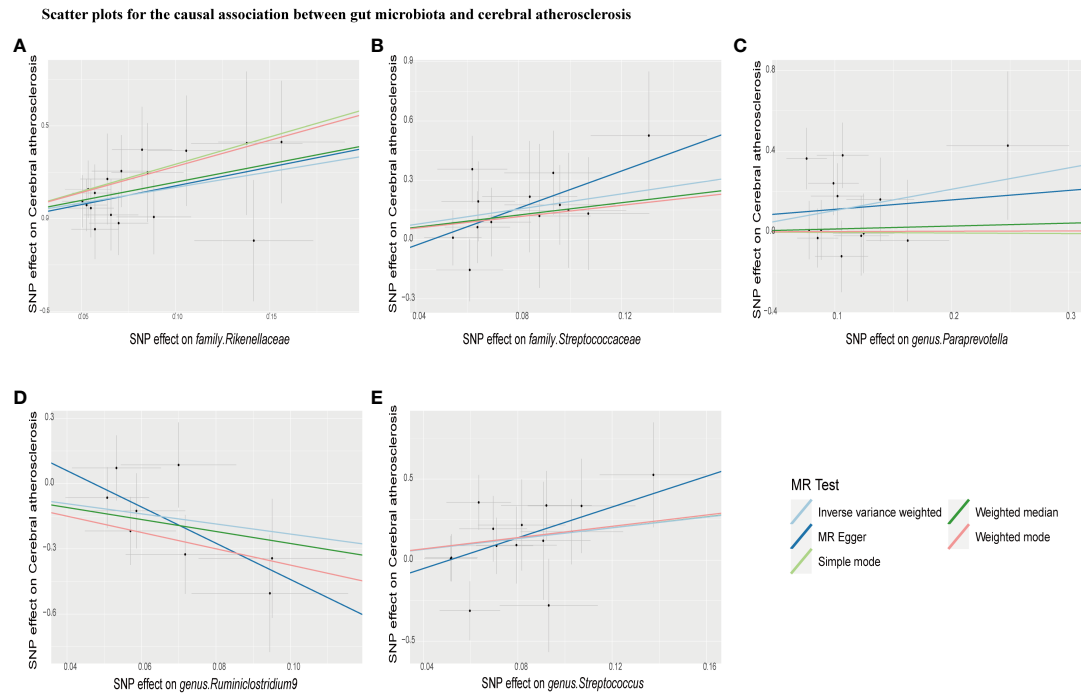 Scatter plots for the causal association between gut microbiota and cerebral atherosclerosis
A
SNP effect on Cerebral atherosclerosis
0.5
0.0
−0.5
0.05
0.10
0.15
SNP effect on family.Rikenellaceae
B
SNP effect on Cerebral atherosclerosis
0.9
0.6
0.3
0.0
−0.3
0.04
0.08
0.12
SNP effect on family.Streptococcaceae
C
SNP effect on Cerebral atherosclerosis
0.8
0.4
0.0
−0.4
0.1
0.2
0.3
SNP effect on genus.Paraprevotella
D
SNP effect on Cerebral atherosclerosis
0.3
0.0
−0.3
−0.6
0.04
0.06
0.08
0.10
SNP effect on genus.Ruminiclostridium9
E
SNP effect on Cerebral atherosclerosis
0.5
0.0
−0.5
0.04
0.08
0.12
0.16
SNP effect on genus.Streptococcus
MR Test
Inverse variance weighted
MR Egger
Simple mode
Weighted median
Weighted mode